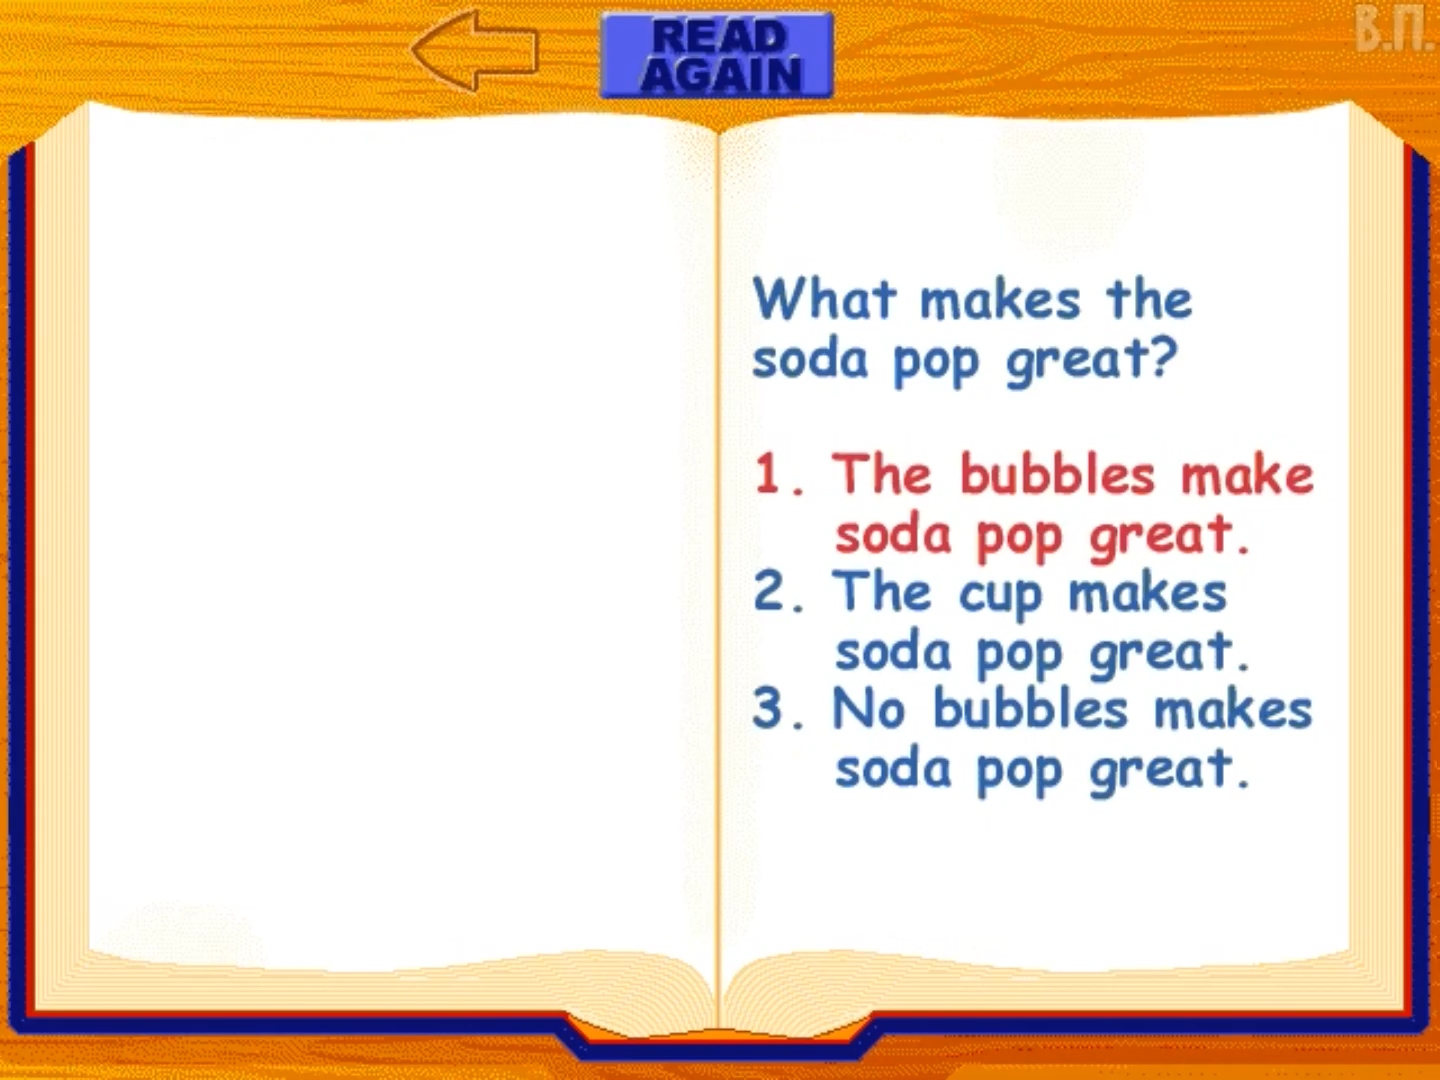 READ
AGAIN
В.П.
What makes the
soda pop great?
1. The bubbles make
soda pop great.
2. The cup makes
soda pop great.
3. No bubbles makes
soda pop great.